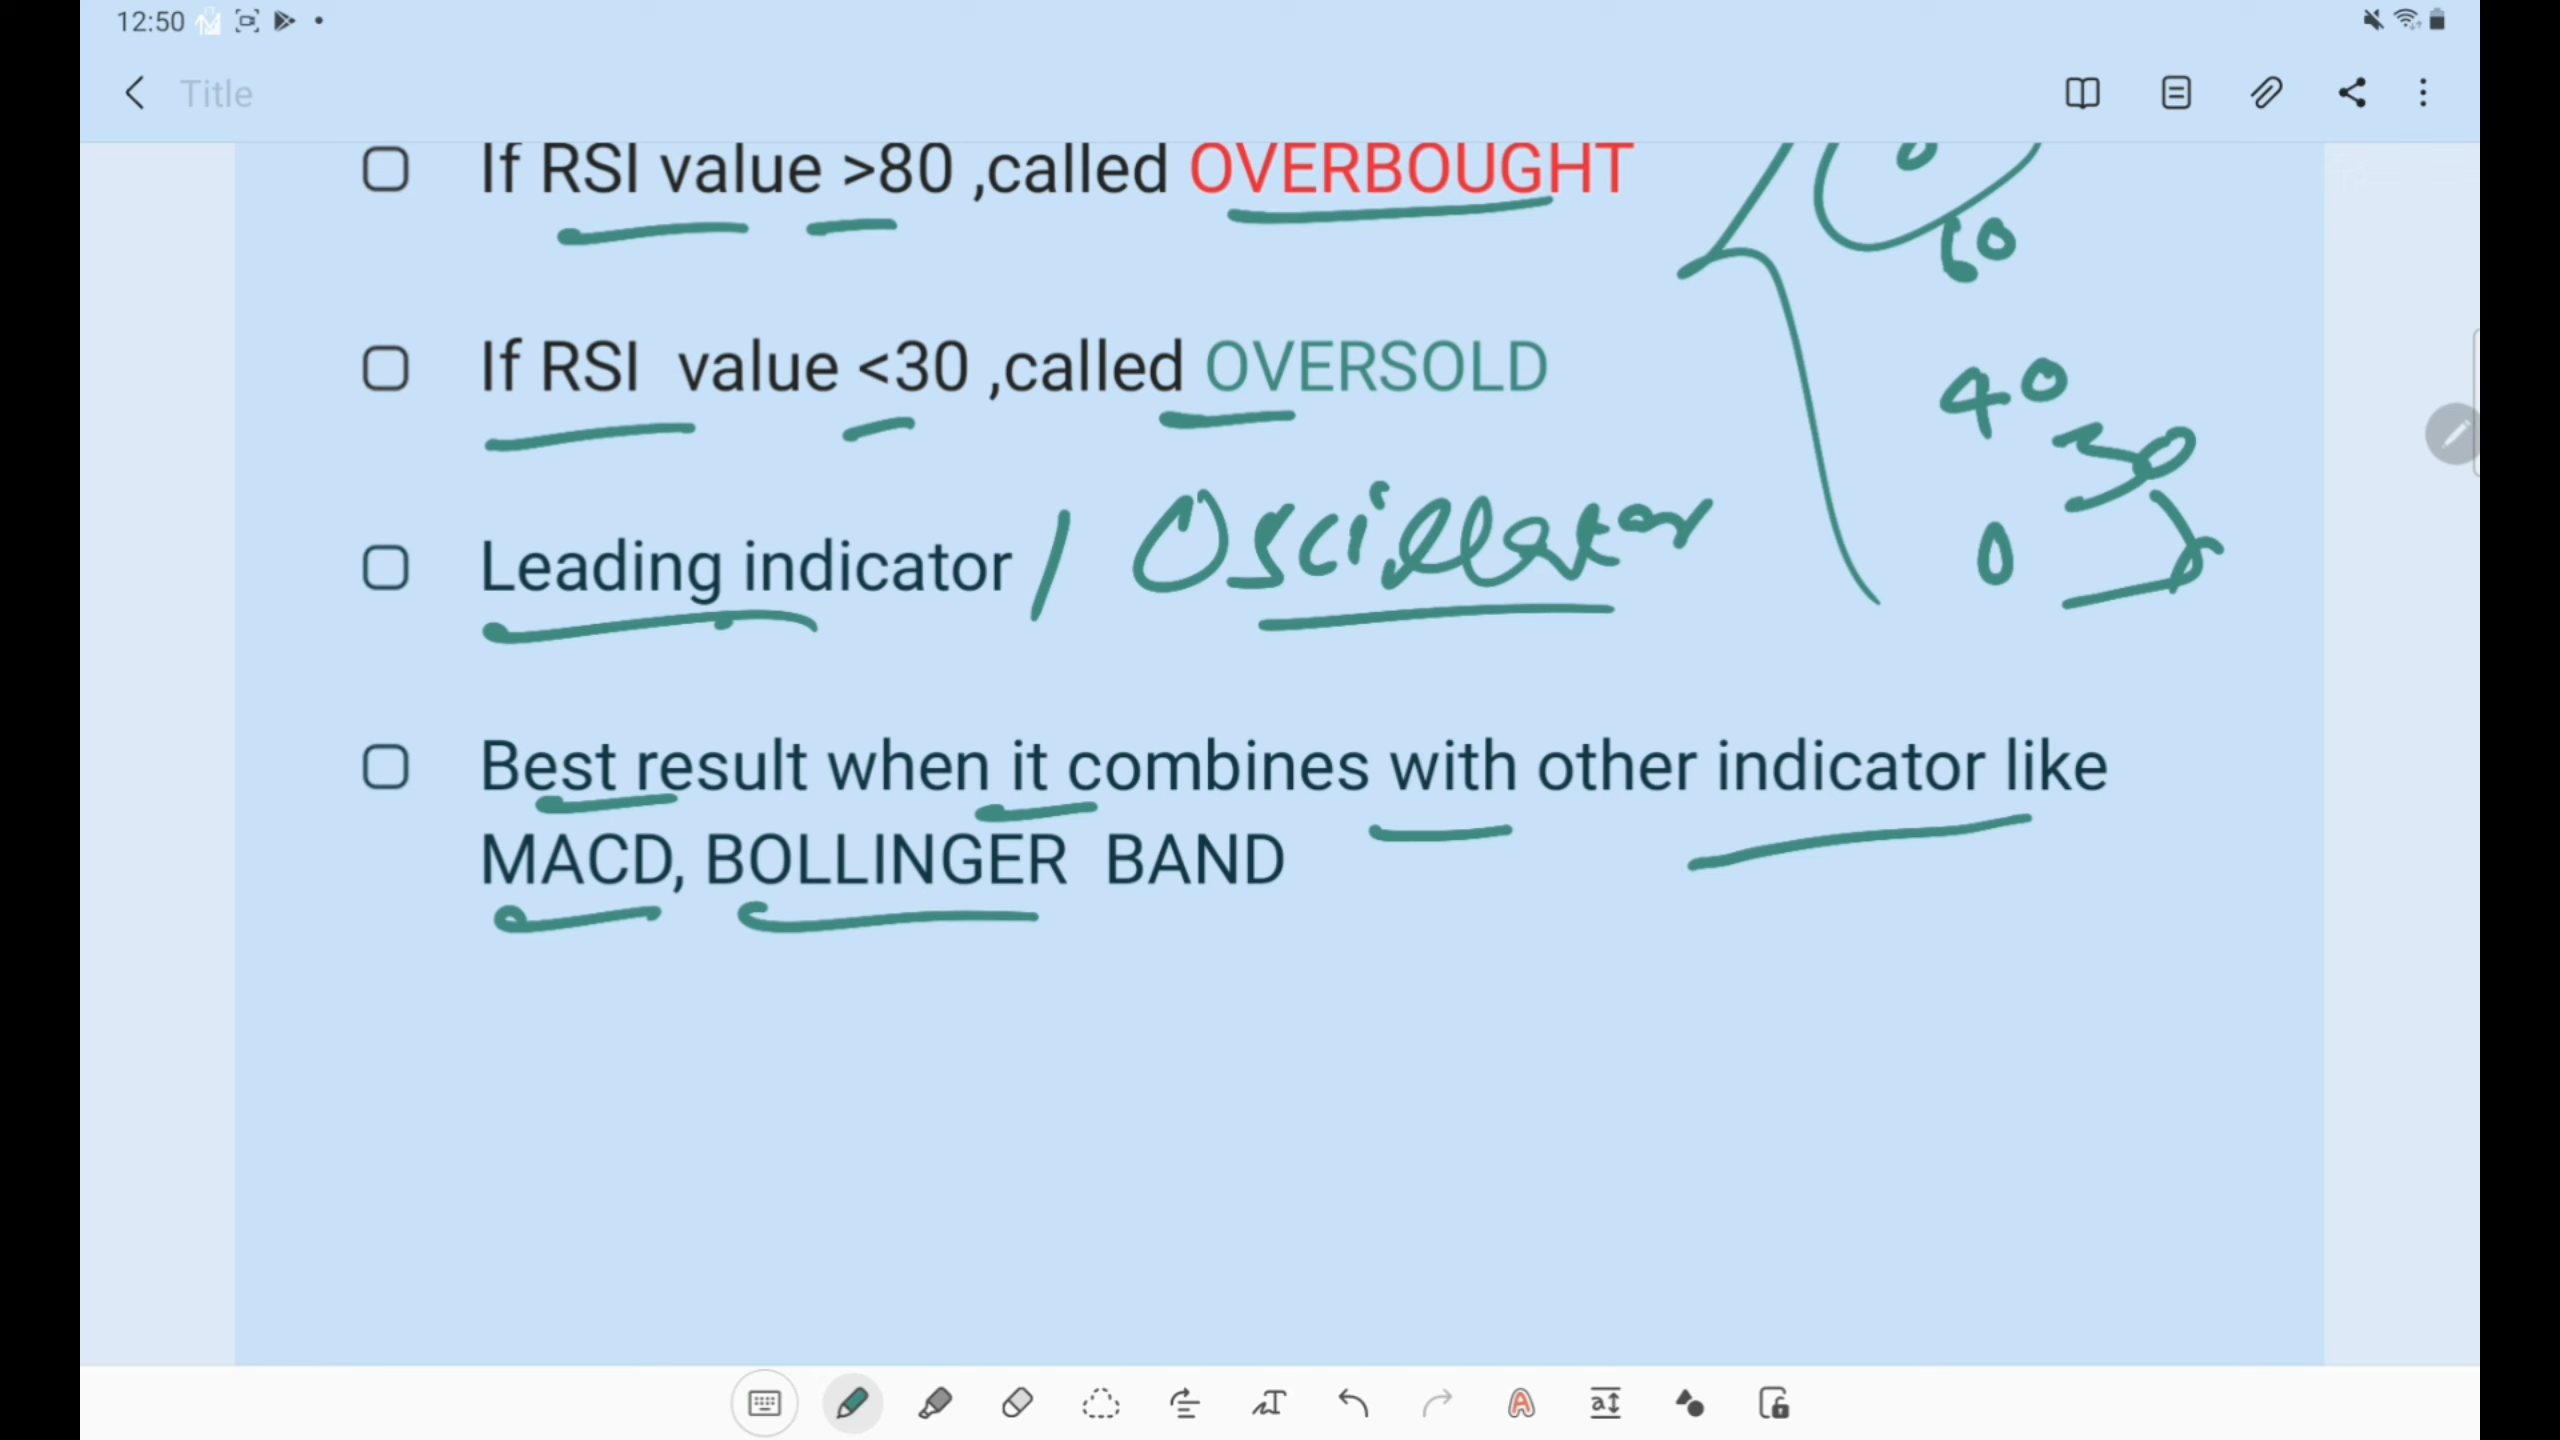 12:50
Title
If RSI value >80 ,called OVERBOUGHT
60
If RSI value <30 ,called OVERSOLD
40
30
Leading indicator / Oscillator
0
Best result when it combines with other indicator like
MACD, BOLLINGER BAND